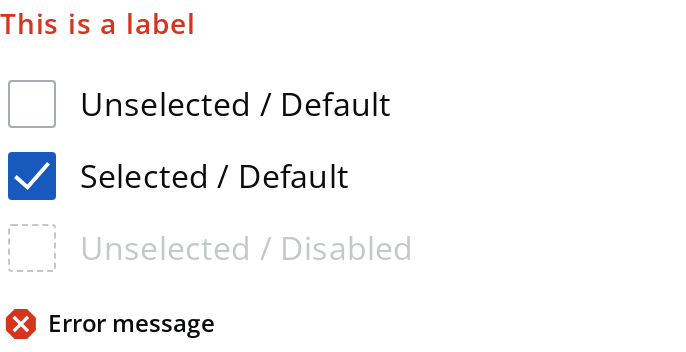 This is a label
Unselected / Default
Selected / Default
Unselected / Disabled
Error message